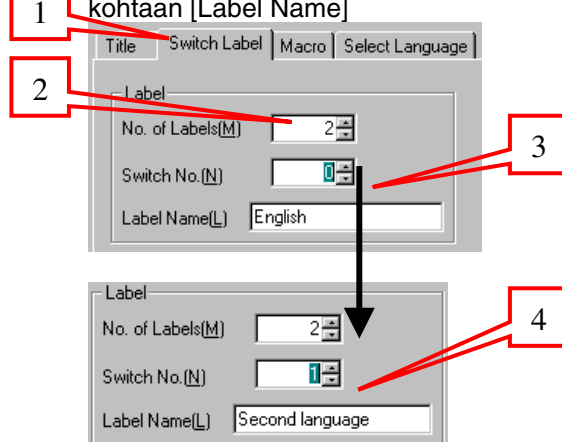 kohtaan [Label Name]
1
Title Switch Label Macro Select Language
2
Label
No. of Labels(M) 2
3
Switch No.(N) 0
Label Name(L) English
Label
No. of Labels(M) 2
4
Switch No.(N) 1
Label Name(L) Second language